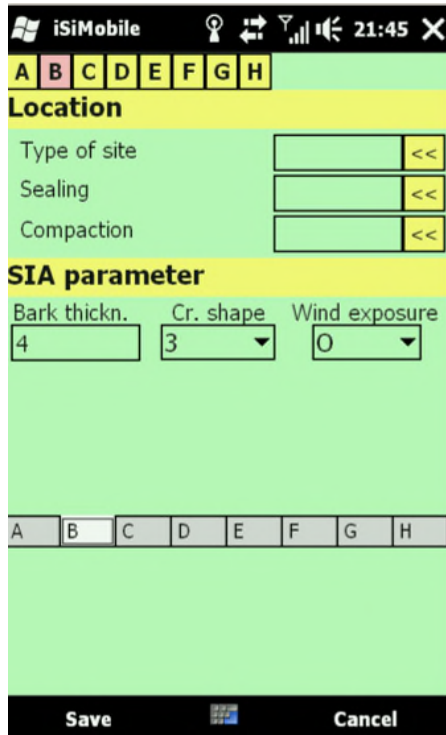 iSiMobile 21:45
A B C D E F G H
Location
Type of site <<
Sealing <<
Compaction <<
SIA parameter
Bark thickn. Cr. shape Wind exposure
4 3 O
A B C D E F G H
Save Cancel